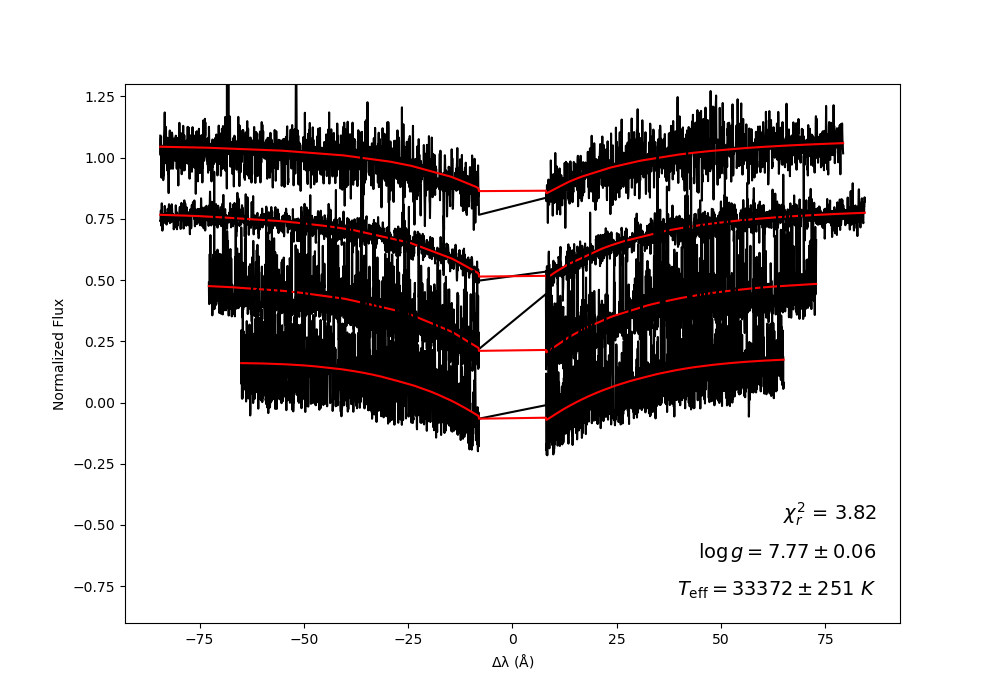 1.25
1.00
0.75
0.50
0.25
0.00
−0.25
−0.50
−0.75
Normalized Flux
χ²ᵣ = 3.82
log g = 7.77 ± 0.06
T_eff = 33372 ± 251 K
−75 −50 −25 0 25 50 75
Δλ (Å)